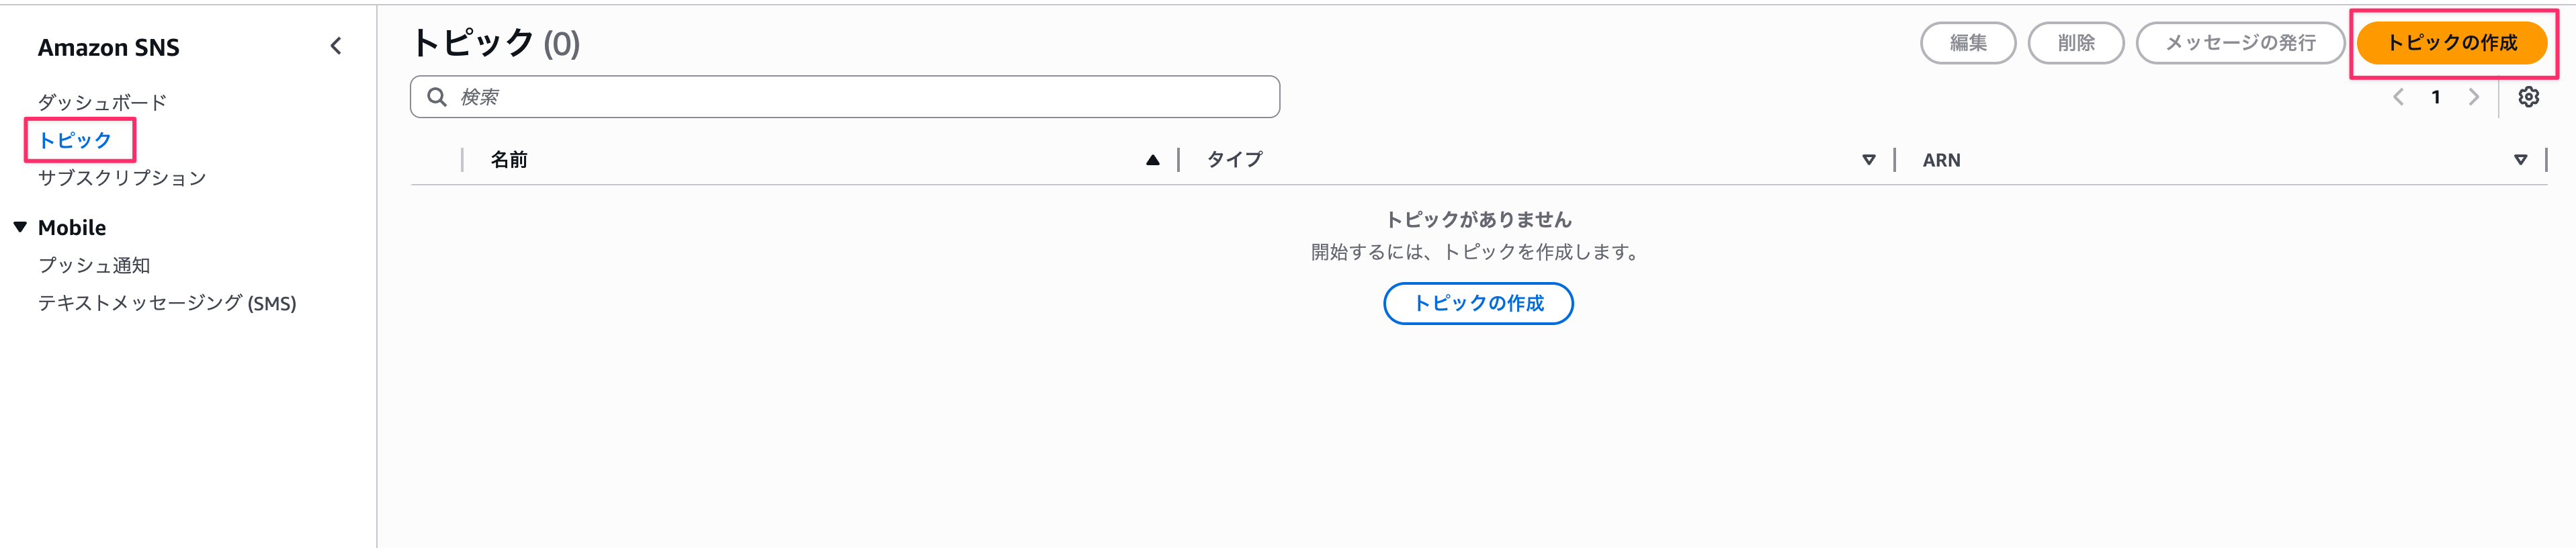 Amazon SNS
ダッシュボード
トピック
サブスクリプション
Mobile
プッシュ通知
テキストメッセージング (SMS)
トピック (0)
編集 削除 メッセージの発行 トピックの作成
検索
1
名前 タイプ ARN
トピックがありません
開始するには、トピックを作成します。
トピックの作成